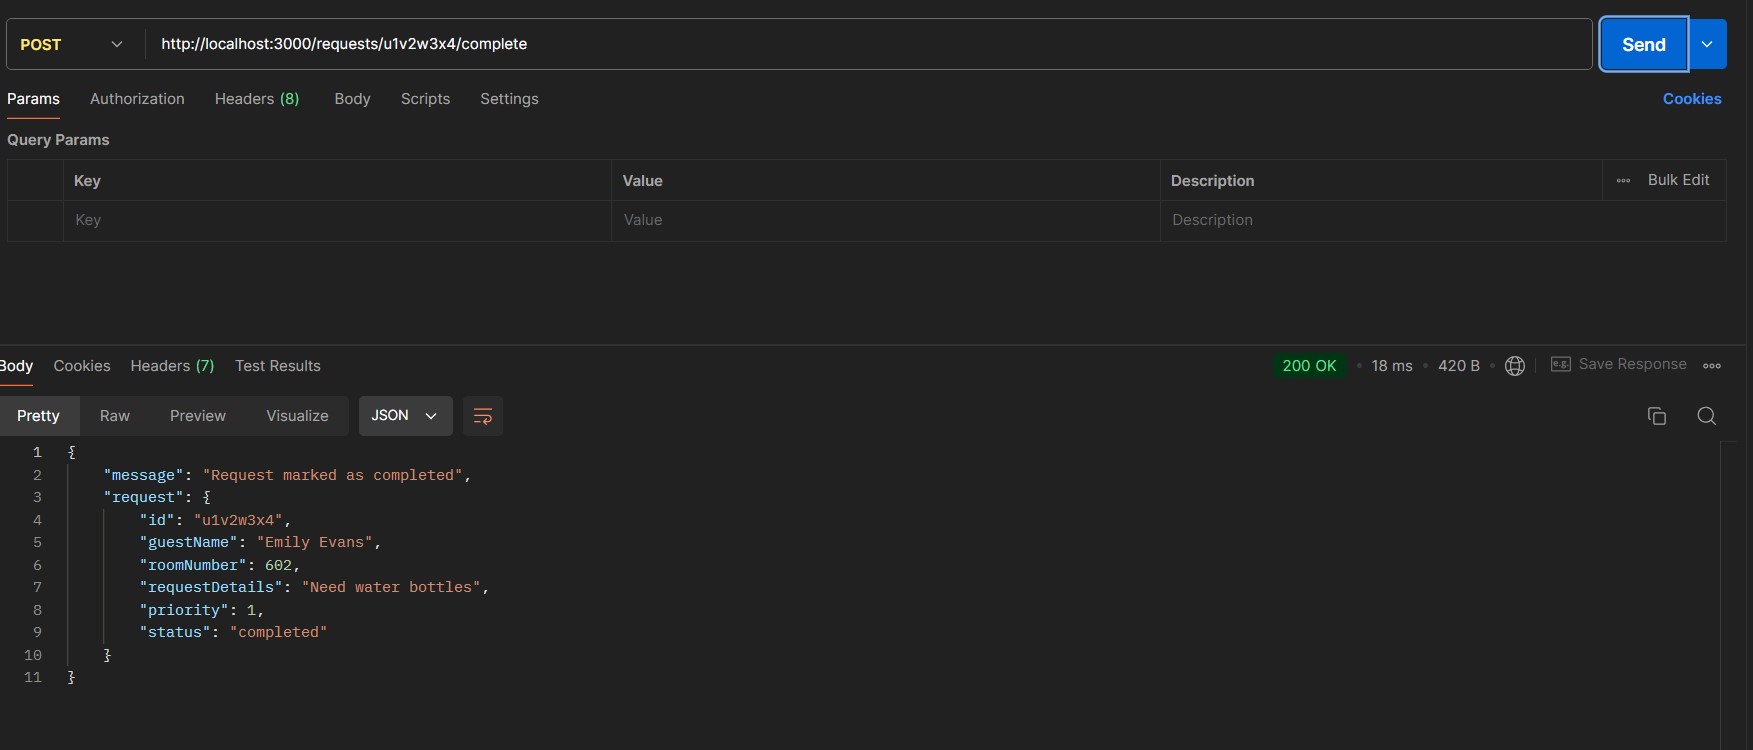 POST http://localhost:3000/requests/u1v2w3x4/complete Send
Params Authorization Headers (8) Body Scripts Settings Cookies
Query Params
Key Value Description Bulk Edit
Key Value Description
Body Cookies Headers (7) Test Results 200 OK • 18 ms • 420 B • e.g. Save Response
Pretty Raw Preview Visualize JSON
1 {
2 "message": "Request marked as completed",
3 "request": {
4 "id": "u1v2w3x4",
5 "guestName": "Emily Evans",
6 "roomNumber": 602,
7 "requestDetails": "Need water bottles",
8 "priority": 1,
9 "status": "completed"
10 }
11 }